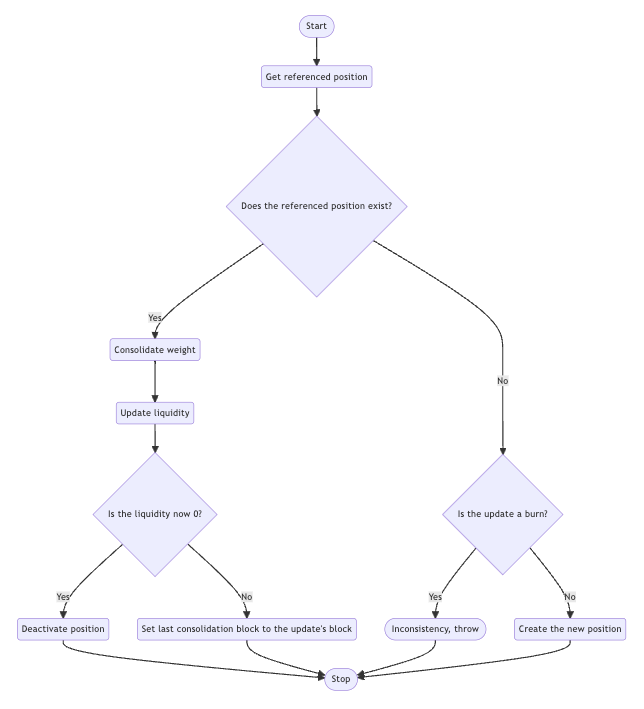 Start
Get referenced position
Does the referenced position exist?
Yes
No
Consolidate weight
Update liquidity
Is the liquidity now 0?
Is the update a burn?
Yes
No
Yes
No
Deactivate position
Set last consolidation block to the update's block
Inconsistency, throw
Create the new position
Stop